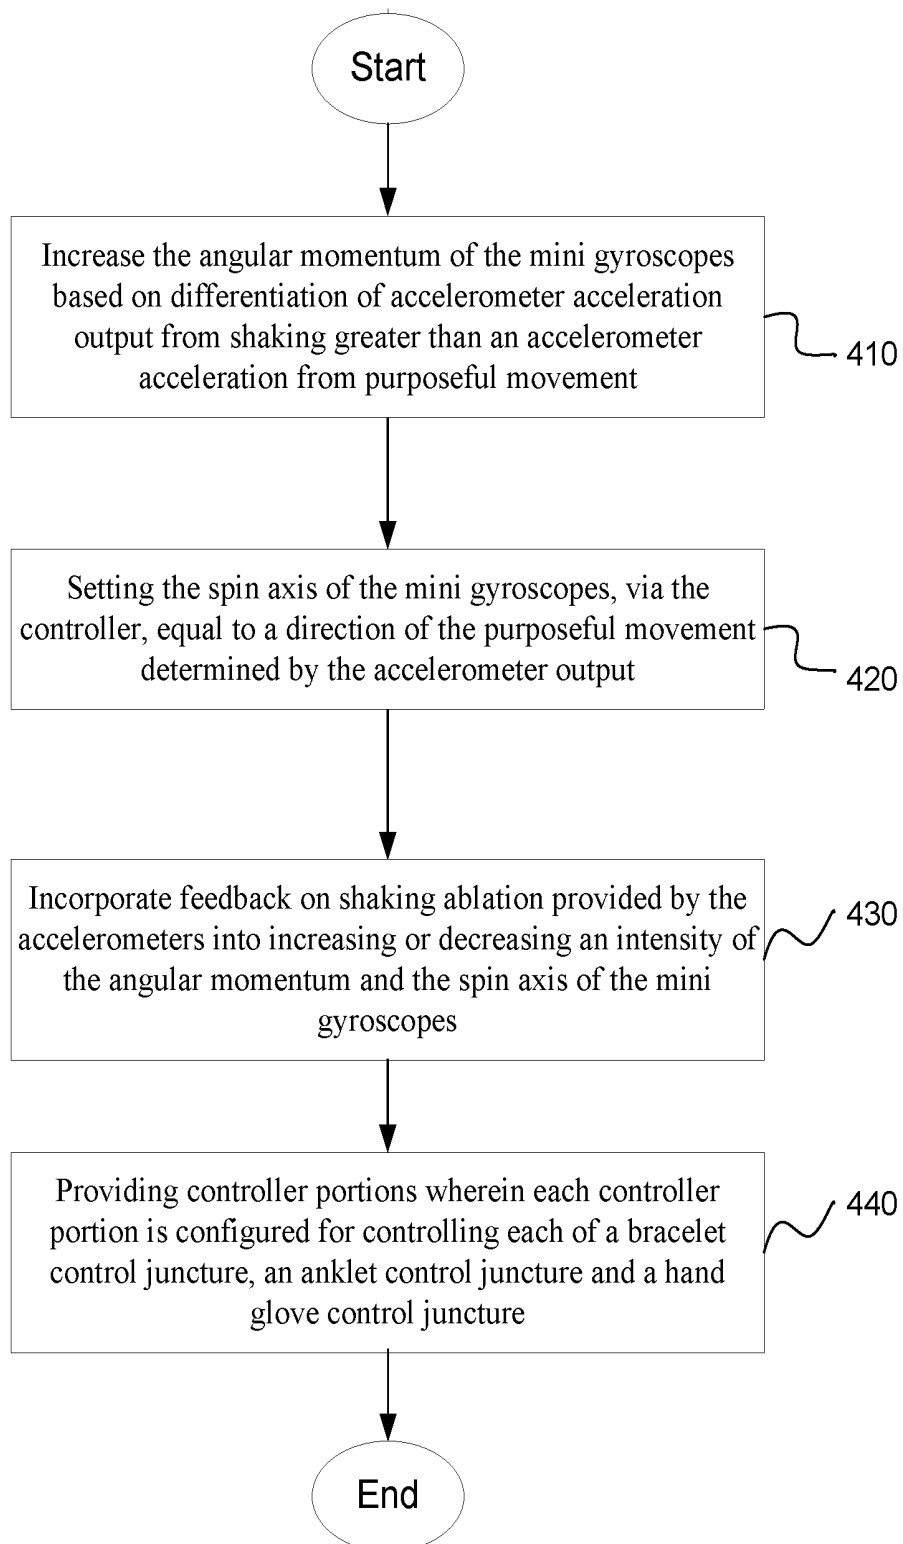 Start
Increase the angular momentum of the mini gyroscopes
based on differentiation of accelerometer acceleration
output from shaking greater than an accelerometer
acceleration from purposeful movement
410
Setting the spin axis of the mini gyroscopes, via the
controller, equal to a direction of the purposeful movement
determined by the accelerometer output
420
Incorporate feedback on shaking ablation provided by the
accelerometers into increasing or decreasing an intensity of
the angular momentum and the spin axis of the mini
gyroscopes
430
Providing controller portions wherein each controller
portion is configured for controlling each of a bracelet
control juncture, an anklet control juncture and a hand
glove control juncture
440
End